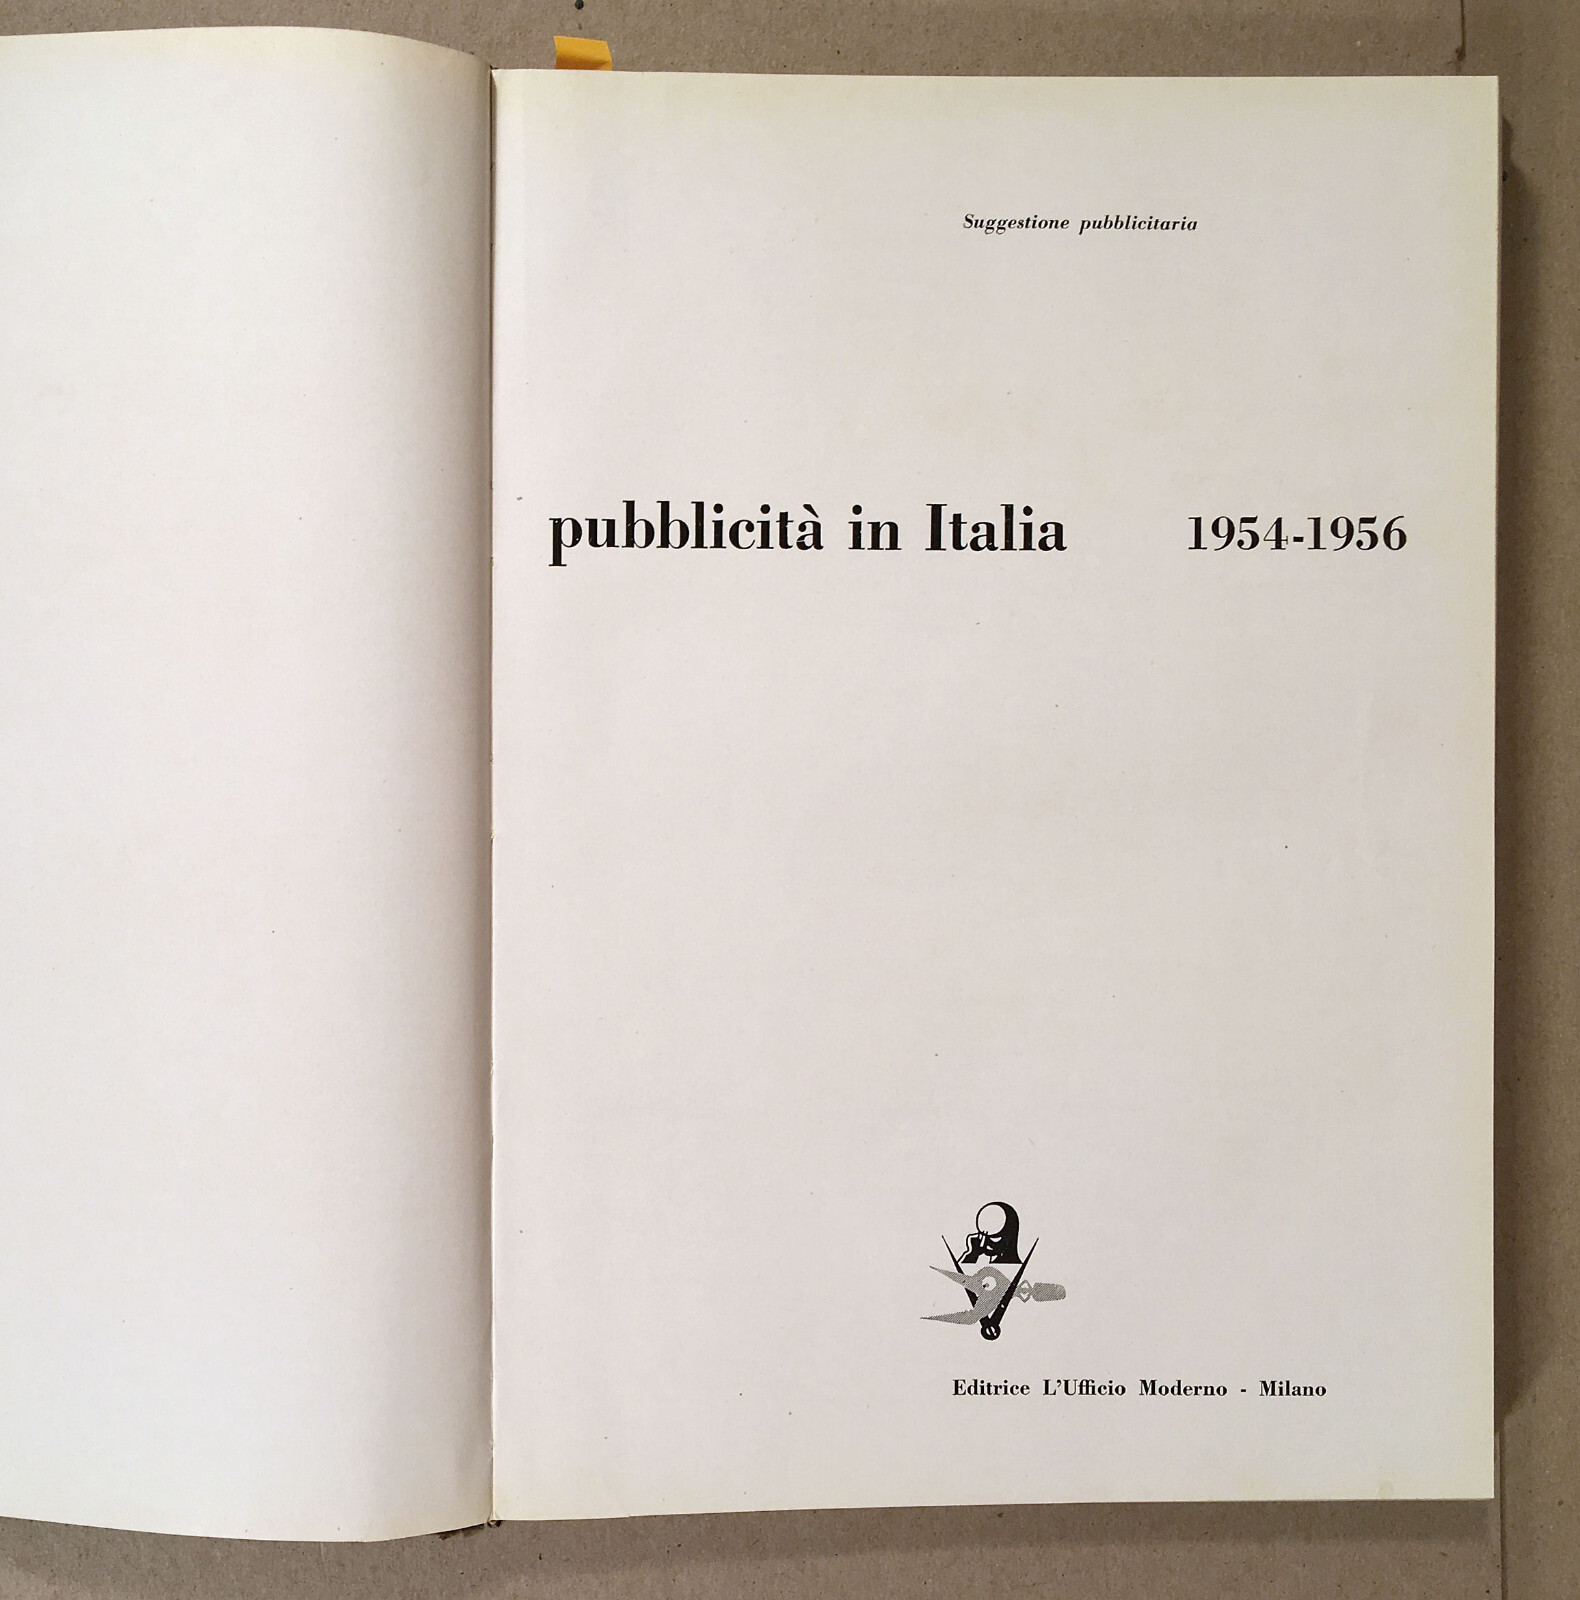 Suggestione pubblicitaria
pubblicità in Italia 1954-1956
Editrice L'Ufficio Moderno - Milano